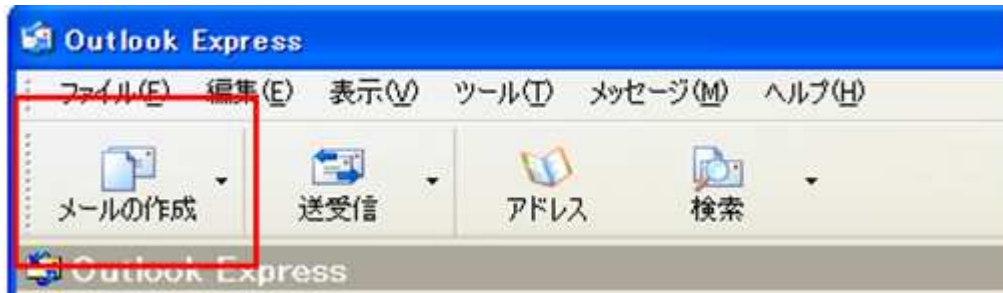 Outlook Express
ファイル(F) 編集(E) 表示(V) ツール(T) メッセージ(M) ヘルプ(H)
メールの作成 送受信 アドレス 検索
Outlook Express